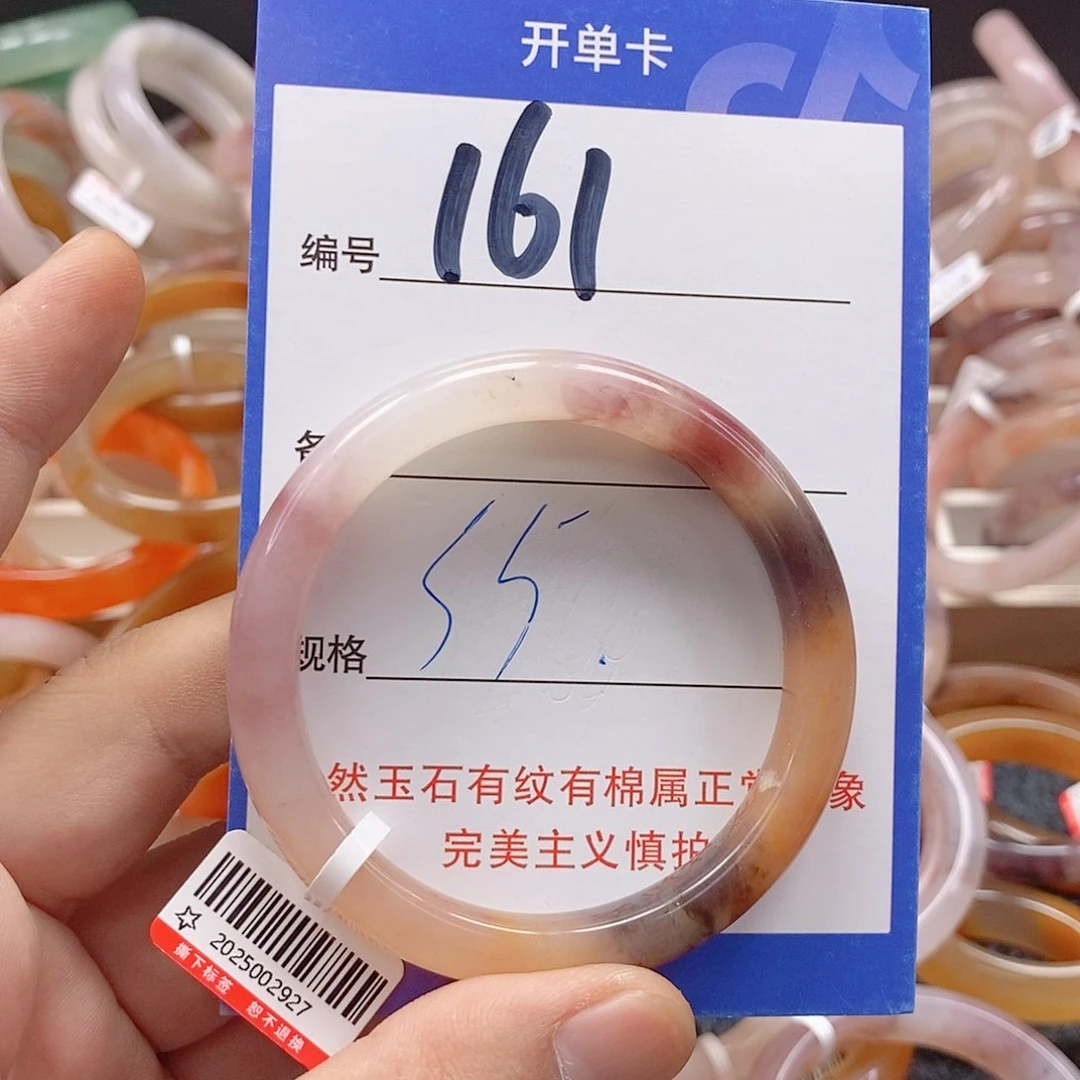 开单卡
编号 161
规格 55.
然玉石有纹有棉属正常 象
完美主义慎拍
2025002927
撕下标签 恕不退换